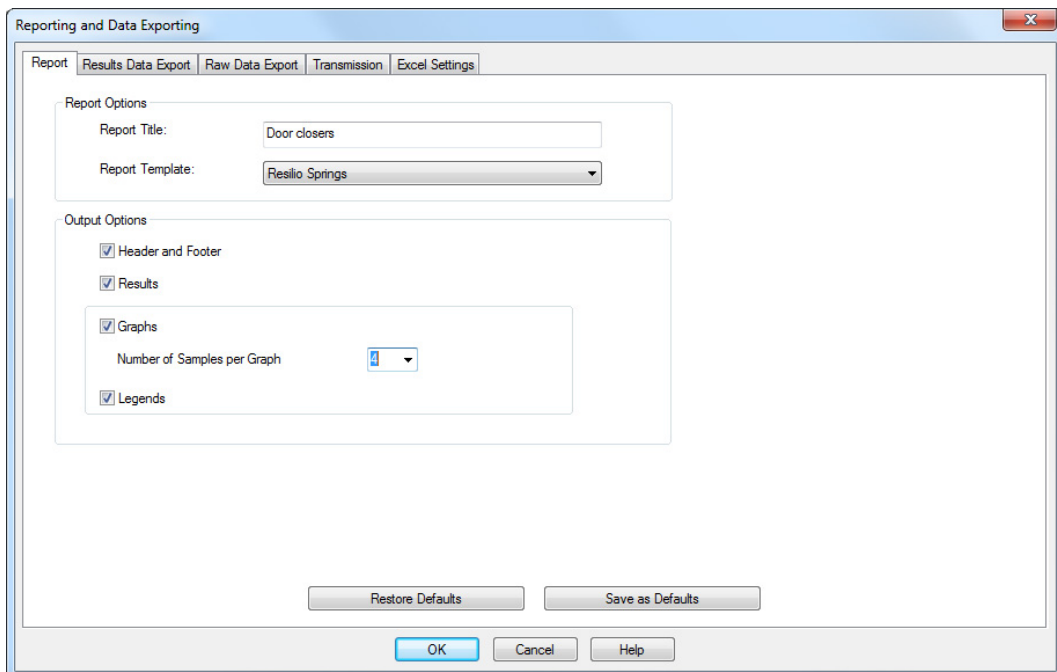 Reporting and Data Exporting
X
Report Results Data Export Raw Data Export Transmission Excel Settings
Report Options
Report Title: Door closers
Report Template: Resilio Springs
Output Options
Header and Footer
Results
Graphs
Number of Samples per Graph 4
Legends
Restore Defaults Save as Defaults
OK Cancel Help